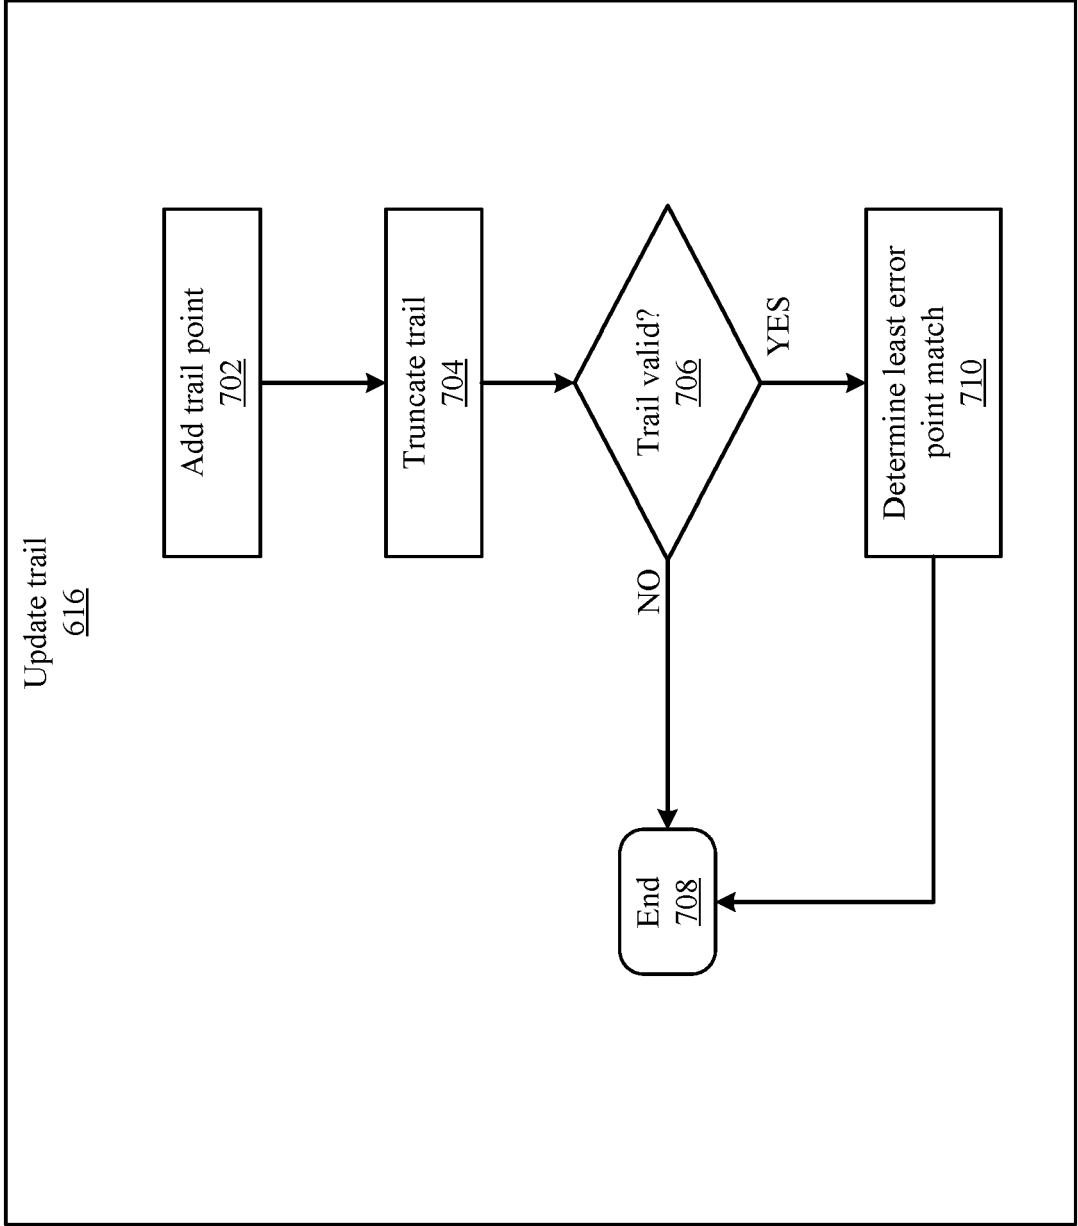 Update trail
616
Add trail point
702
Truncate trail
704
Trail valid?
706
NO
YES
End
708
Determine least error
point match
710